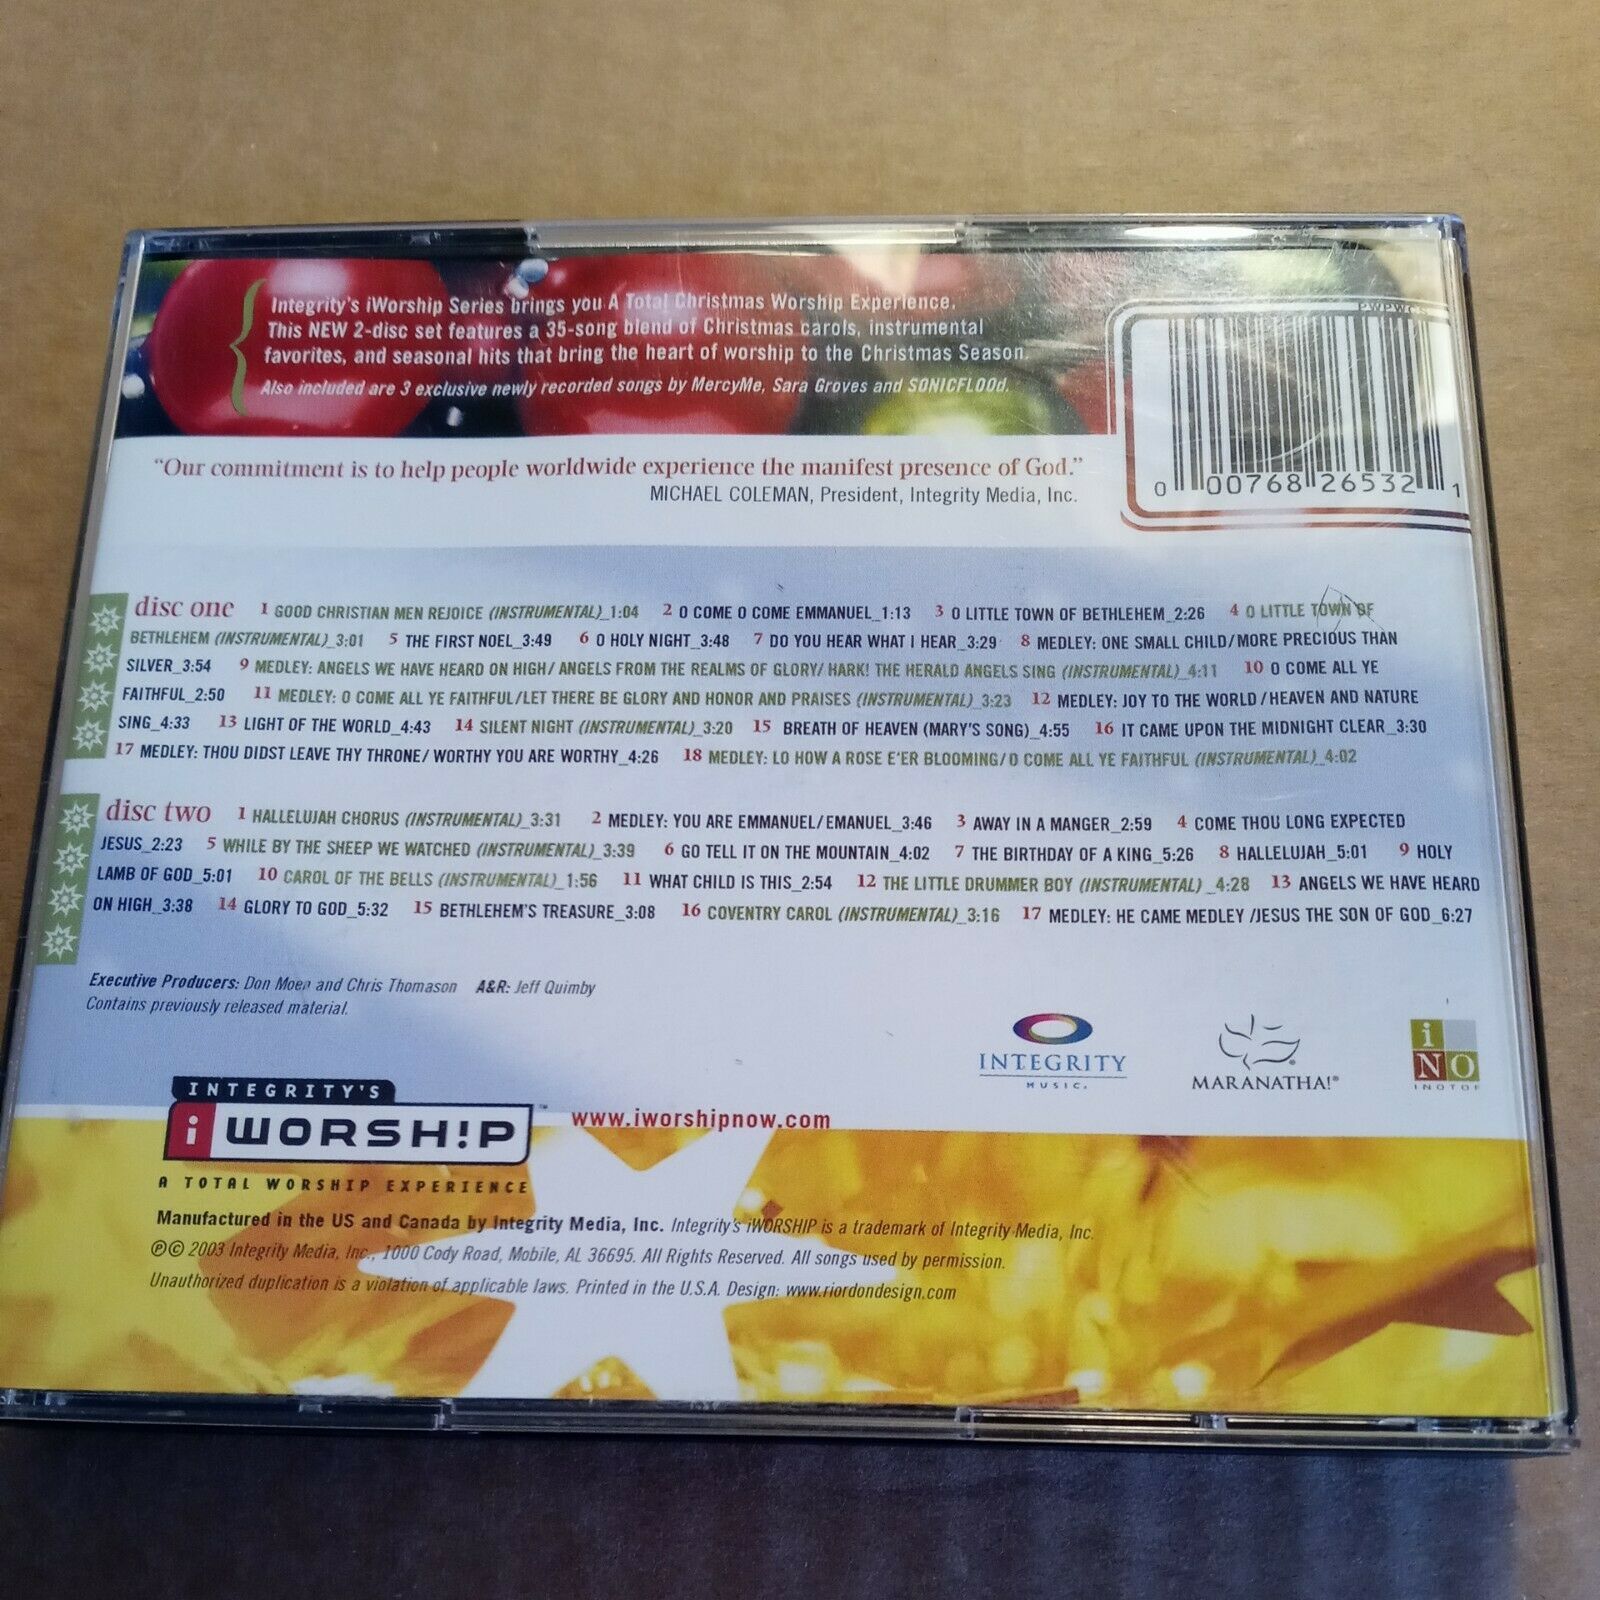 Integrity's iWorship Series brings you A Total Christmas Worship Experience.
This NEW 2-disc set features a 35-song blend of Christmas carols, instrumental
favorites, and seasonal hits that bring the heart of worship to the Christmas Season.
Also included are 3 exclusive newly recorded songs by MercyMe, Sara Groves and SONICFLOOd.
PWPWCS
0 00768 26532 1
"Our commitment is to help people worldwide experience the manifest presence of God."
MICHAEL COLEMAN, President, Integrity Media, Inc.
disc one 1 GOOD CHRISTIAN MEN REJOICE (INSTRUMENTAL)_1:04 2 O COME O COME EMMANUEL_1:13 3 O LITTLE TOWN OF BETHLEHEM_2:26 4 O LITTLE TOWN OF
BETHLEHEM (INSTRUMENTAL)_3:01 5 THE FIRST NOEL_3:49 6 O HOLY NIGHT_3:48 7 DO YOU HEAR WHAT I HEAR_3:29 8 MEDLEY: ONE SMALL CHILD/MORE PRECIOUS THAN
SILVER_3:54 9 MEDLEY: ANGELS WE HAVE HEARD ON HIGH/ ANGELS FROM THE REALMS OF GLORY/ HARK! THE HERALD ANGELS SING (INSTRUMENTAL)_4:11 10 O COME ALL YE
FAITHFUL_2:50 11 MEDLEY: O COME ALL YE FAITHFUL/LET THERE BE GLORY AND HONOR AND PRAISES (INSTRUMENTAL)_3:23 12 MEDLEY: JOY TO THE WORLD/HEAVEN AND NATURE
SING_4:33 13 LIGHT OF THE WORLD_4:43 14 SILENT NIGHT (INSTRUMENTAL)_3:20 15 BREATH OF HEAVEN (MARY'S SONG)_4:55 16 IT CAME UPON THE MIDNIGHT CLEAR_3:30
17 MEDLEY: THOU DIDST LEAVE THY THRONE/ WORTHY YOU ARE WORTHY_4:26 18 MEDLEY: LO HOW A ROSE E'ER BLOOMING/O COME ALL YE FAITHFUL (INSTRUMENTAL)_4:02
disc two 1 HALLELUJAH CHORUS (INSTRUMENTAL)_3:31 2 MEDLEY: YOU ARE EMMANUEL/EMANUEL_3:46 3 AWAY IN A MANGER_2:59 4 COME THOU LONG EXPECTED
JESUS_2:23 5 WHILE BY THE SHEEP WE WATCHED (INSTRUMENTAL)_3:39 6 GO TELL IT ON THE MOUNTAIN_4:02 7 THE BIRTHDAY OF A KING_5:26 8 HALLELUJAH_5:01 9 HOLY
LAMB OF GOD_5:01 10 CAROL OF THE BELLS (INSTRUMENTAL)_1:56 11 WHAT CHILD IS THIS_2:54 12 THE LITTLE DRUMMER BOY (INSTRUMENTAL)_4:28 13 ANGELS WE HAVE HEARD
ON HIGH_3:38 14 GLORY TO GOD_5:32 15 BETHLEHEM'S TREASURE_3:08 16 COVENTRY CAROL (INSTRUMENTAL)_3:16 17 MEDLEY: HE CAME MEDLEY /JESUS THE SON OF GOD_6:27
Executive Producers: Don Moen and Chris Thomason A&R: Jeff Quimby
Contains previously released material.
INTEGRITY
MUSIC.
MARANATHA!®
i
NO
INOTOF
INTEGRITY'S
i WORSH!P™
A TOTAL WORSHIP EXPERIENCE
www.iworshipnow.com
Manufactured in the US and Canada by Integrity Media, Inc. Integrity's iWORSHIP is a trademark of Integrity Media, Inc.
℗© 2003 Integrity Media, Inc., 1000 Cody Road, Mobile, AL 36695. All Rights Reserved. All songs used by permission.
Unauthorized duplication is a violation of applicable laws. Printed in the U.S.A. Design: www.riordondesign.com